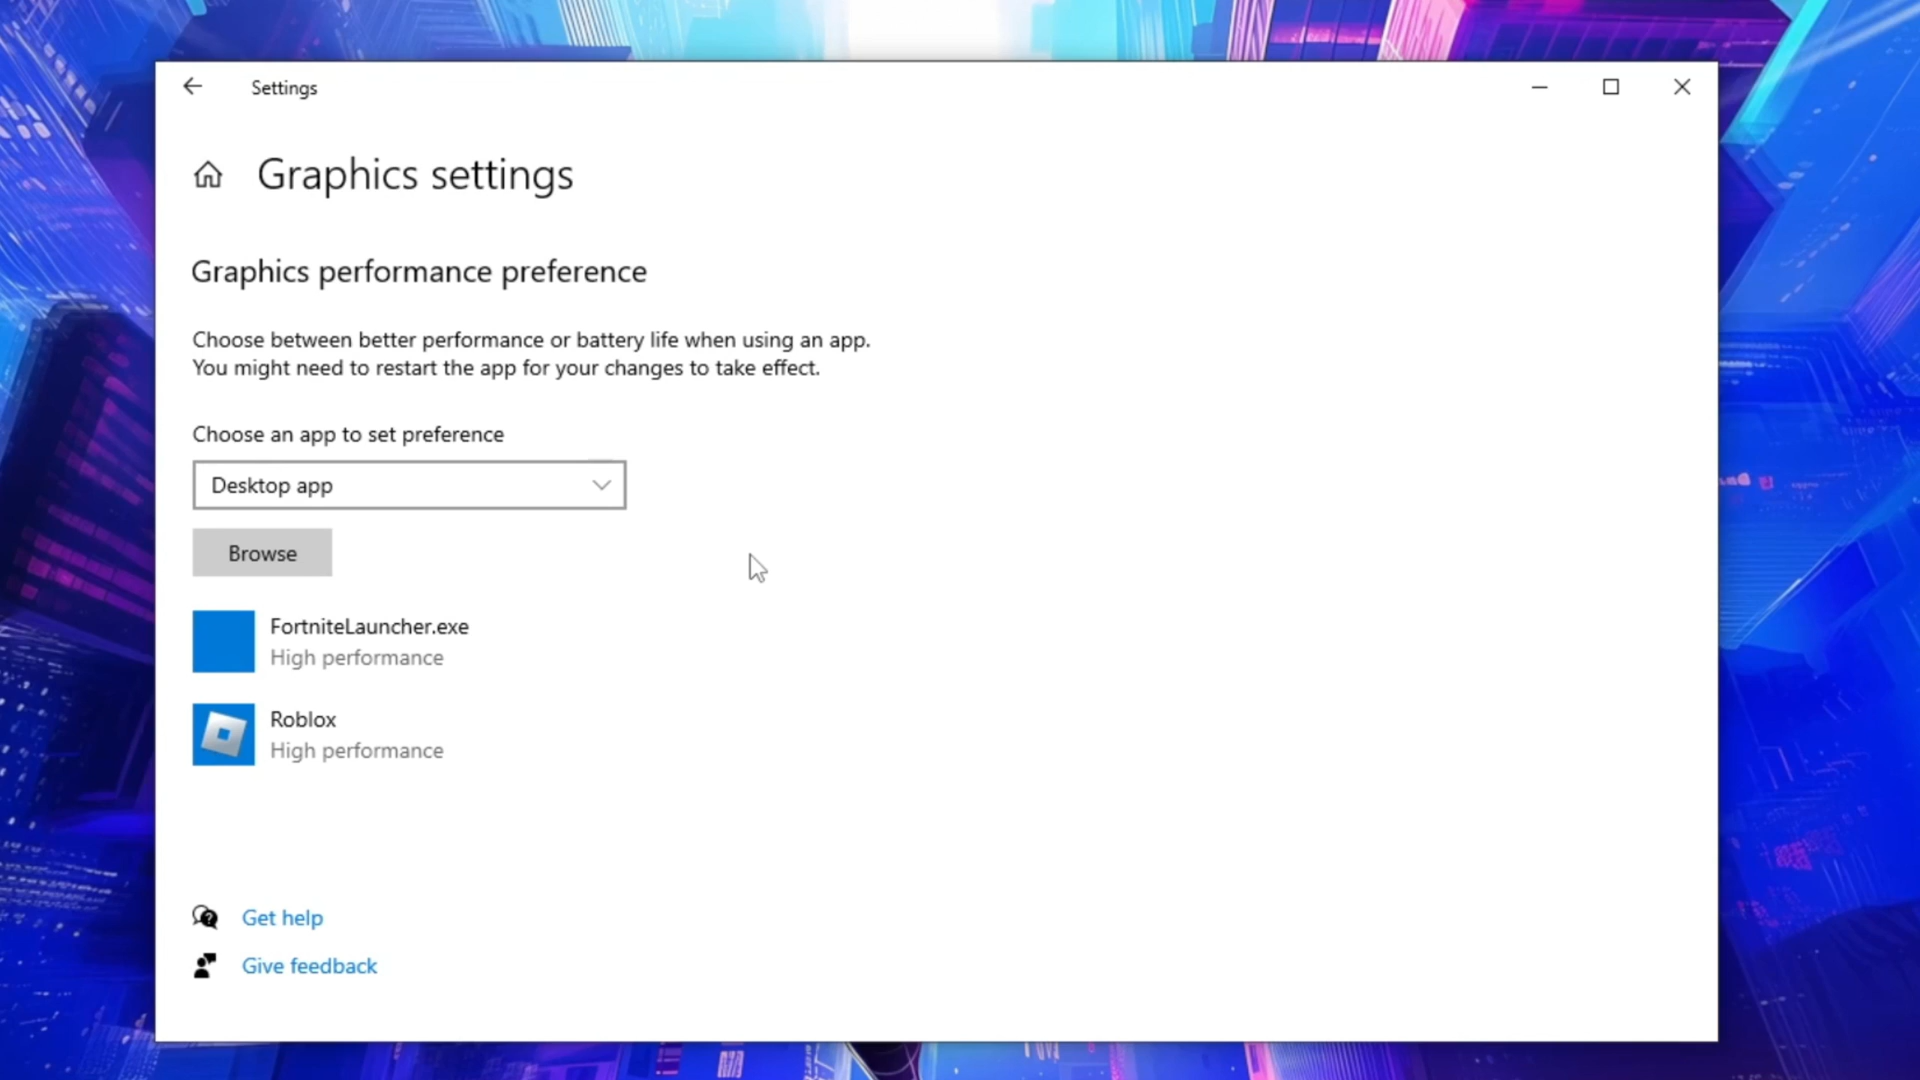 Settings
Graphics settings
Graphics performance preference
Choose between better performance or battery life when using an app.
You might need to restart the app for your changes to take effect.
Choose an app to set preference
Desktop app
Browse
FortniteLauncher.exe
High performance
Roblox
High performance
Get help
Give feedback